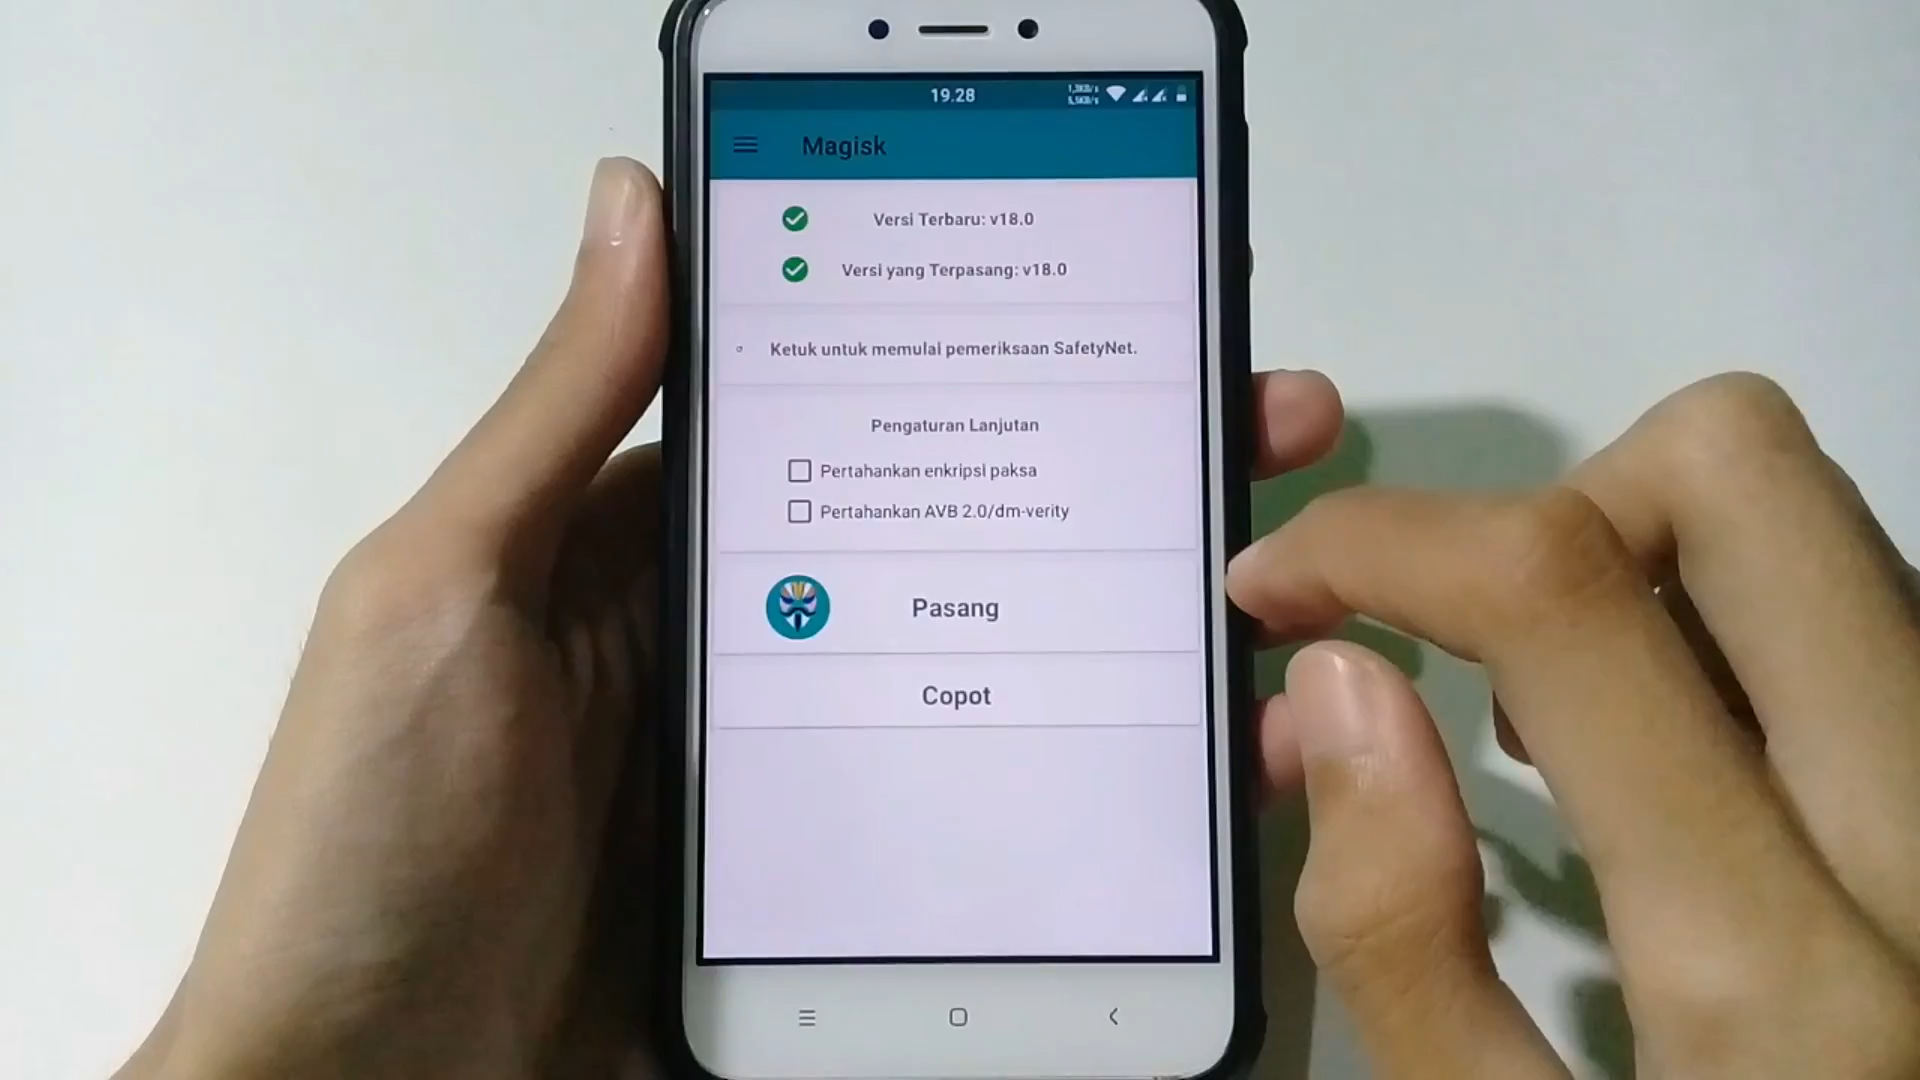 19.28
Magisk
Versi Terbaru: v18.0
Versi yang Terpasang: v18.0
Ketuk untuk memulai pemeriksaan SafetyNet.
Pengaturan Lanjutan
Pertahankan enkripsi paksa
Pertahankan AVB 2.0/dm-verity
Pasang
Copot